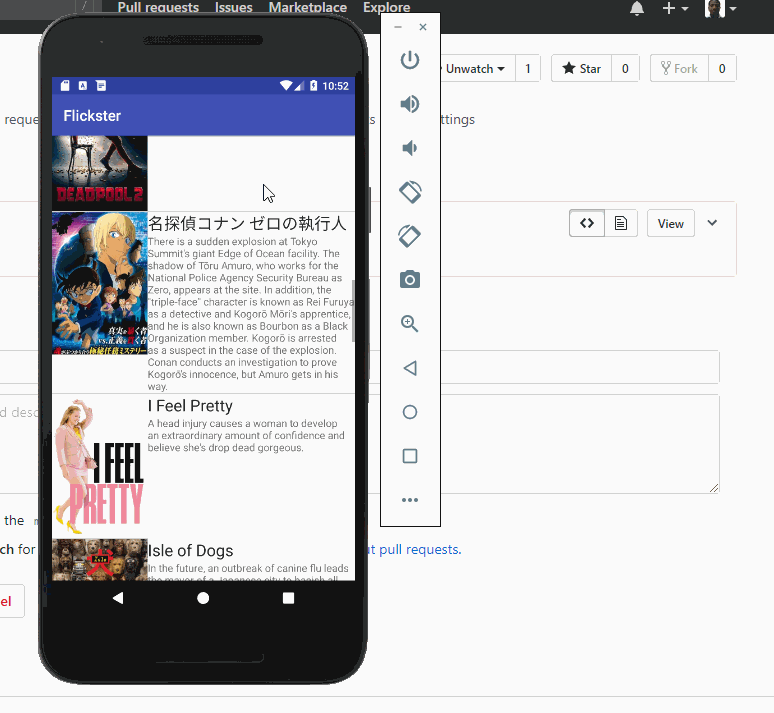 /
Pull requests Issues Marketplace Explore
Unwatch 1 Star 0 Fork 0
10:52
Flickster
DEADPOOL 2
名探偵コナン ゼロの執行人
There is a sudden explosion at Tokyo
Summit's giant Edge of Ocean facility. The
shadow of Tōru Amuro, who works for the
National Police Agency Security Bureau as
Zero, appears at the site. In addition, the
"triple-face" character is known as Rei Furuya
as a detective and Kogorō Mōri's apprentice,
and he is also known as Bourbon as a Black
Organization member. Kogorō is arrested
as a suspect in the case of the explosion.
Conan conducts an investigation to prove
Kogorō's innocence, but Amuro gets in his
way.
I Feel Pretty
A head injury causes a woman to develop
an extraordinary amount of confidence and
believe she's drop dead gorgeous.
I FEEL
PRETTY
Isle of Dogs
In the future, an outbreak of canine flu leads
the mayor of a Japanese city to banish all
View
the
for
pull requests.